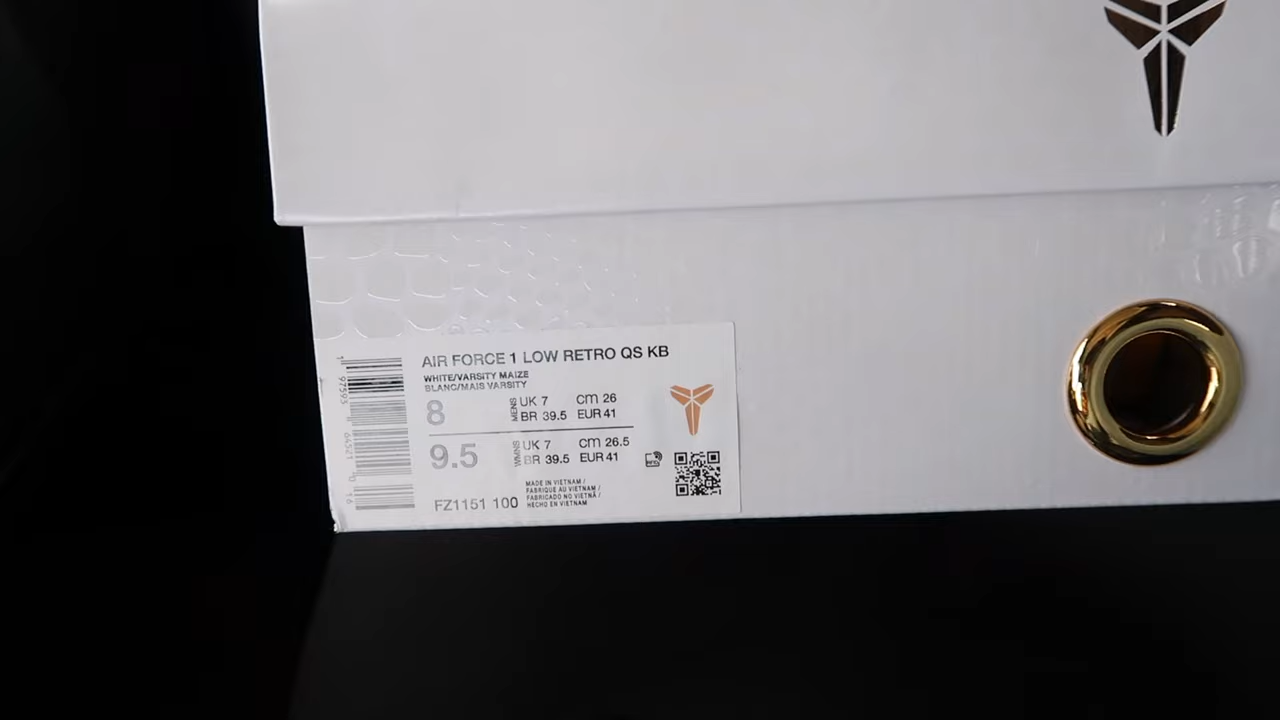 AIR FORCE 1 LOW RETRO QS KB
WHITE/VARSITY MAIZE
BLANC/MAIS VARSITY
8 MENS UK 7 cm 26
BR 39.5 EUR 41
9.5 WMNS UK 7 cm 26.5
BR 39.5 EUR 41
FZ1151 100
MADE IN VIETNAM /
FABRIQUE AU VIETNAM /
FABRICADO NO VIETNÃ /
HECHO EN VIETNAM